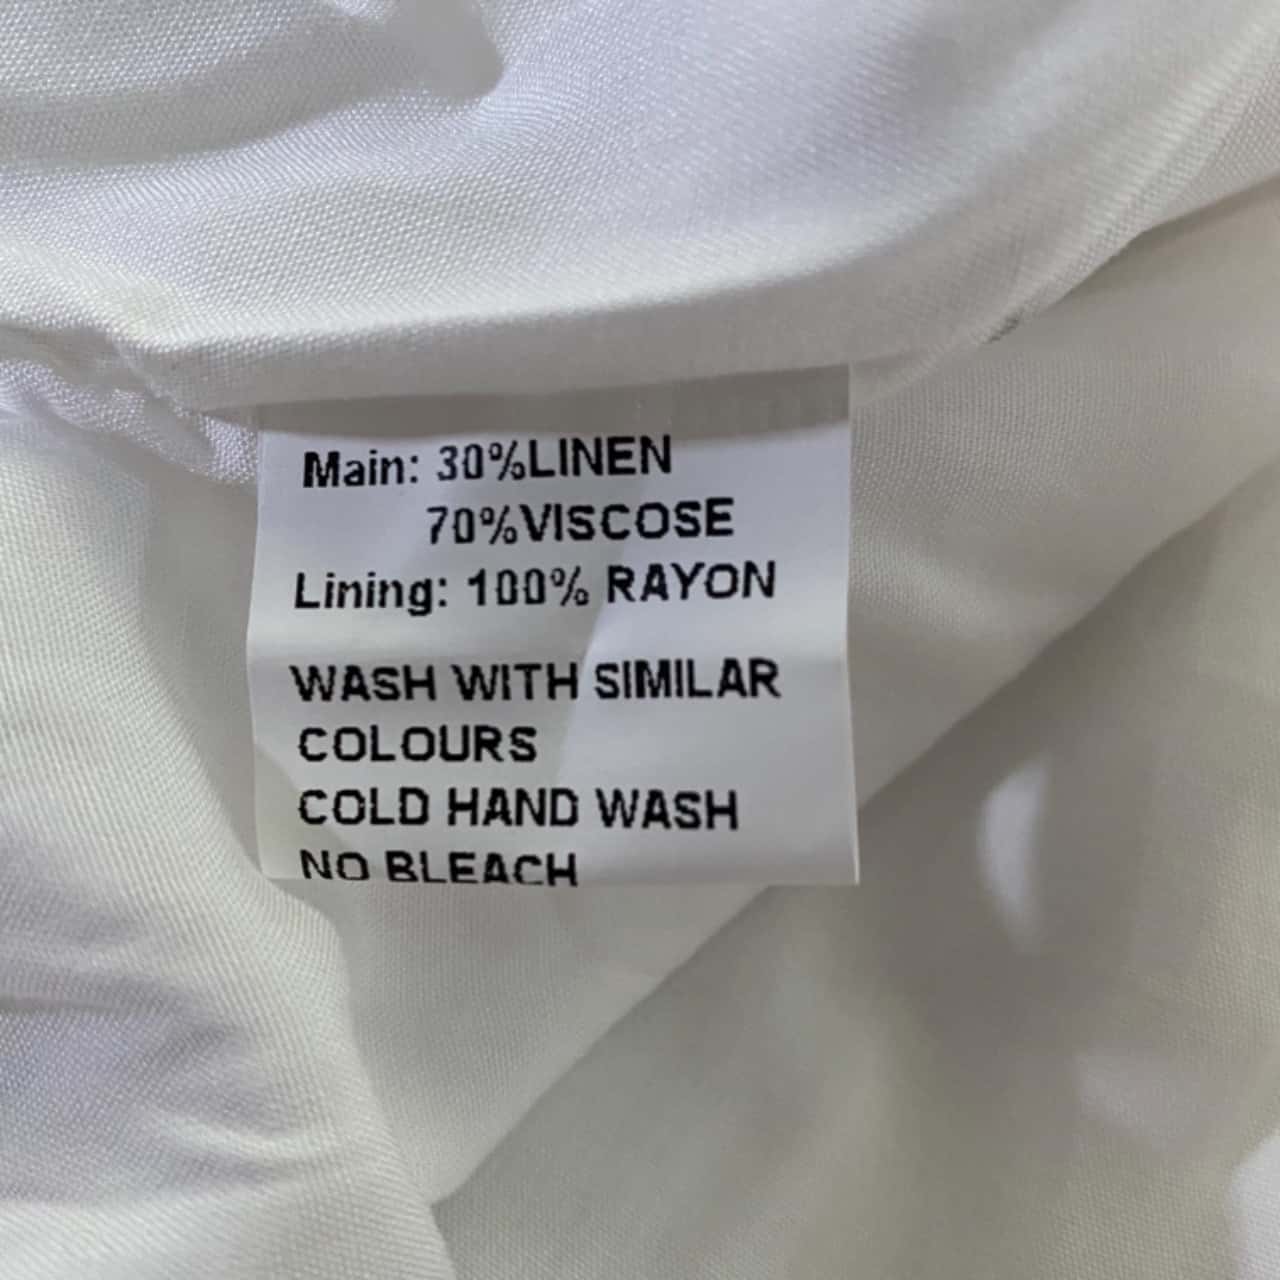 Main: 30%LINEN
70%VISCOSE
Lining: 100% RAYON
WASH WITH SIMILAR
COLOURS
COLD HAND WASH
NO BLEACH